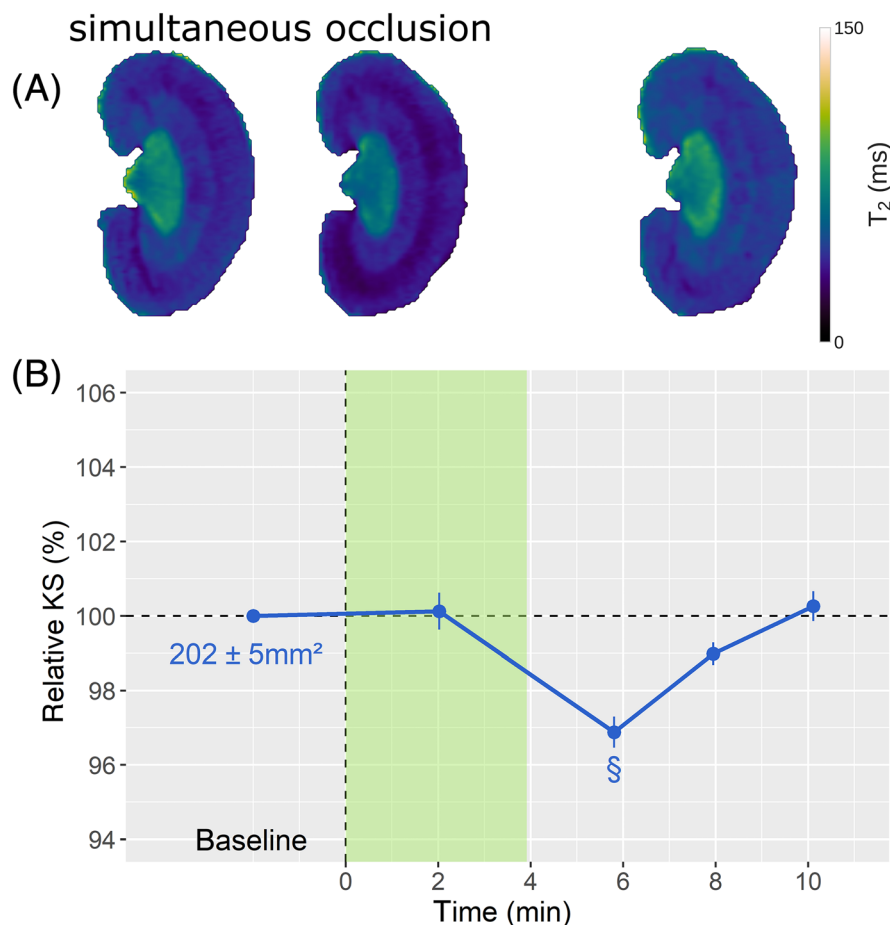 simultaneous occlusion
(A)
150
T₂ (ms)
0
(B)
Relative KS (%)
106
104
102
100
98
96
94
202 ± 5mm²
§
Baseline
0 2 4 6 8 10
Time (min)